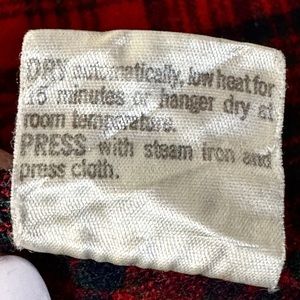 DRY automatically, low heat for
15 minutes or hanger dry at
room temperature.
PRESS with steam iron and
press cloth.